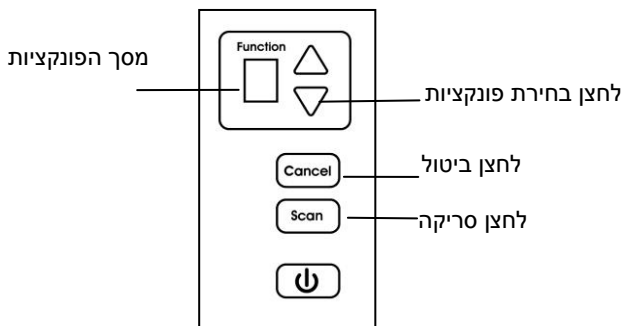 Function
מסך הפונקציות
לחצן בחירת פונקציות
Cancel
לחצן ביטול
Scan
לחצן סריקה